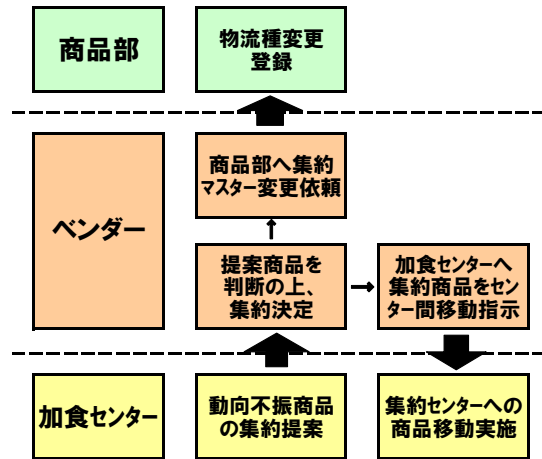 商品部
物流種変更
登録
ベンダー
商品部へ集約
マスター変更依頼
提案商品を
判断の上、
集約決定
加食センターへ
集約商品をセン
ター間移動指示
加食センター
動向不振商品
の集約提案
集約センターへの
商品移動実施